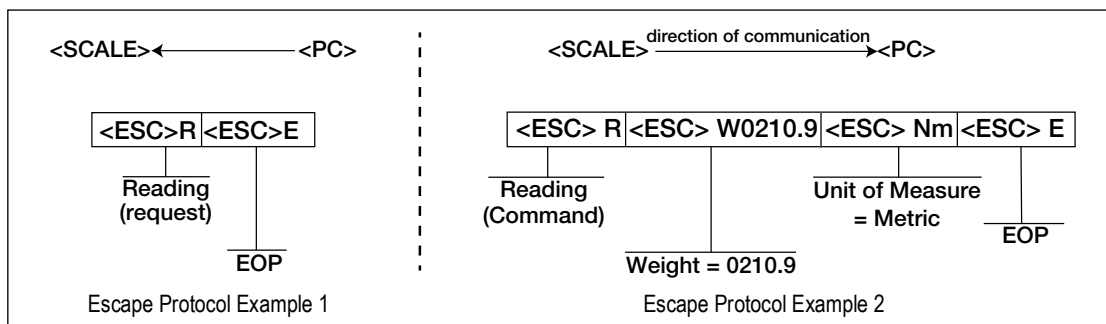 <SCALE> <PC>
<ESC>R <ESC>E
Reading
(request)
EOP
Escape Protocol Example 1
<SCALE> direction of communication <PC>
<ESC> R <ESC> W0210.9 <ESC> Nm <ESC> E
Reading
(Command)
Unit of Measure
= Metric
EOP
Weight = 0210.9
Escape Protocol Example 2